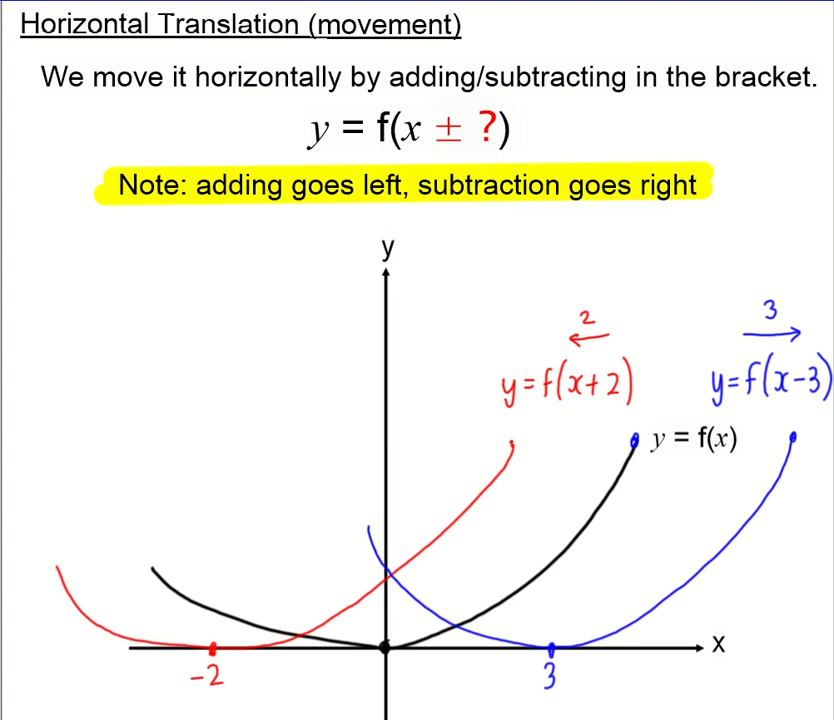 Horizontal Translation (movement)
We move it horizontally by adding/subtracting in the bracket.
y = f(x ± ?)
Note: adding goes left, subtraction goes right
y
2
3
y=f(x+2)
y=f(x-3)
y = f(x)
x
-2
3